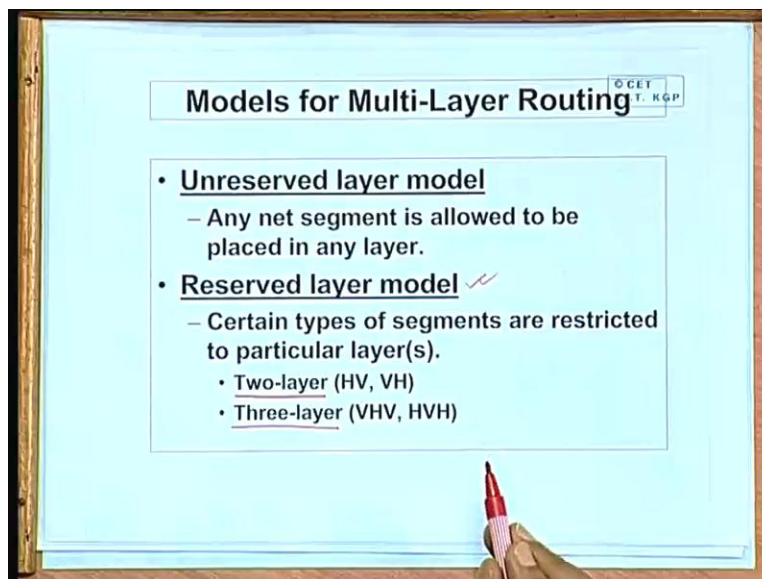 © CET
I.T. KGP
Models for Multi-Layer Routing
• Unreserved layer model
– Any net segment is allowed to be
placed in any layer.
• Reserved layer model
– Certain types of segments are restricted
to particular layer(s).
• Two-layer (HV, VH)
• Three-layer (VHV, HVH)